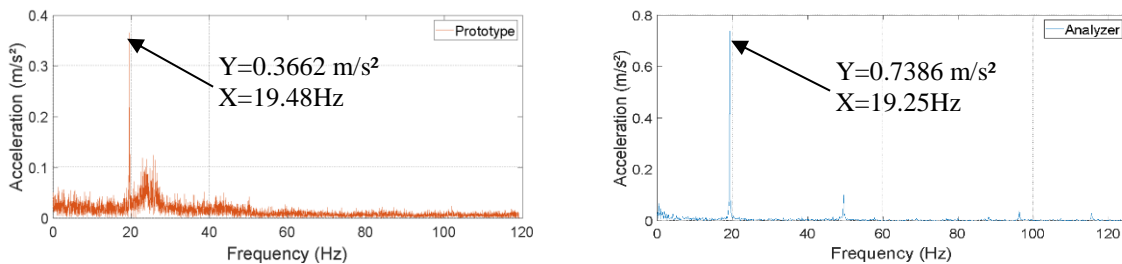 0.4
0.3
0.2
0.1
0
Acceleration (m/s²)
Prototype
Y=0.3662 m/s²
X=19.48Hz
0 20 40 60 80 100 120
Frequency (Hz)
0.8
0.6
0.4
0.2
0
Acceleration (m/s²)
Analyzer
Y=0.7386 m/s²
X=19.25Hz
0 20 40 60 80 100 120
Frequency (Hz)